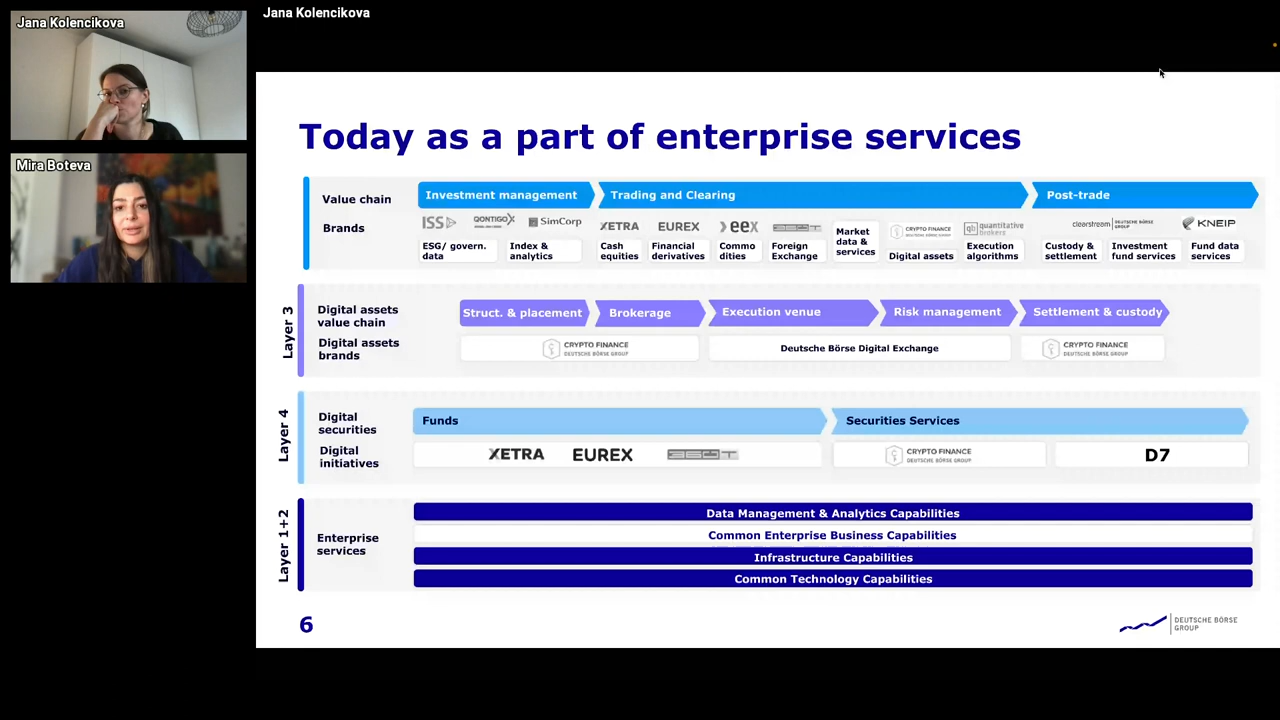 Jana Kolencikova
Jana Kolencikova
Mira Boteva
Today as a part of enterprise services
Value chain
Investment management
Trading and Clearing
Post-trade
Brands
ISS
QONTIGO
SimCorp
XETRA
EUREX
eex
360T
CRYPTO FINANCE
DEUTSCHE BÖRSE GROUP
quantitative
brokers
clearstream
DEUTSCHE BÖRSE
GROUP
KNEIP
ESG/ govern.
data
Index &
analytics
Cash
equities
Financial
derivatives
Commo
dities
Foreign
Exchange
Market
data &
services
Digital assets
Execution
algorithms
Custody &
settlement
Investment
fund services
Fund data
services
Layer 3
Digital assets
value chain
Struct. & placement
Brokerage
Execution venue
Risk management
Settlement & custody
Digital assets
brands
CRYPTO FINANCE
DEUTSCHE BÖRSE GROUP
Deutsche Börse Digital Exchange
CRYPTO FINANCE
DEUTSCHE BÖRSE GROUP
Layer 4
Digital
securities
Funds
Securities Services
Digital
initiatives
XETRA
EUREX
360T
CRYPTO FINANCE
DEUTSCHE BÖRSE GROUP
D7
Layer 1+2
Enterprise
services
Data Management & Analytics Capabilities
Common Enterprise Business Capabilities
Infrastructure Capabilities
Common Technology Capabilities
6
DEUTSCHE BÖRSE
GROUP